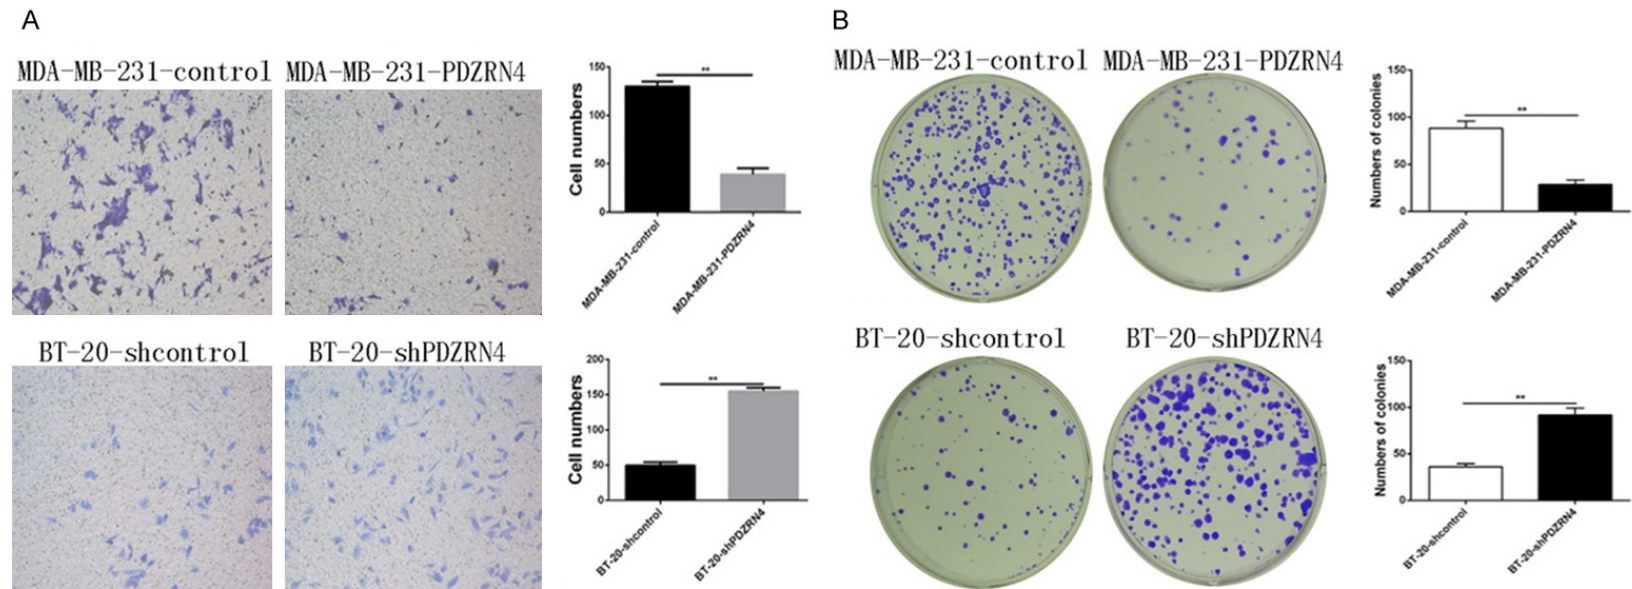 A
B
MDA-MB-231-control
MDA-MB-231-PDZRN4
Cell numbers
150
100
50
0
**
MDA-MB-231-control
MDA-MB-231-PDZRN4
MDA-MB-231-control
MDA-MB-231-PDZRN4
Numbers of colonies
150
100
50
0
**
MDA-MB-231-control
MDA-MB-231-PDZRN4
BT-20-shcontrol
BT-20-shPDZRN4
Cell numbers
200
150
100
50
0
**
BT-20-shcontrol
BT-20-shPDZRN4
BT-20-shcontrol
BT-20-shPDZRN4
Numbers of colonies
150
100
50
0
**
BT-20-shcontrol
BT-20-shPDZRN4